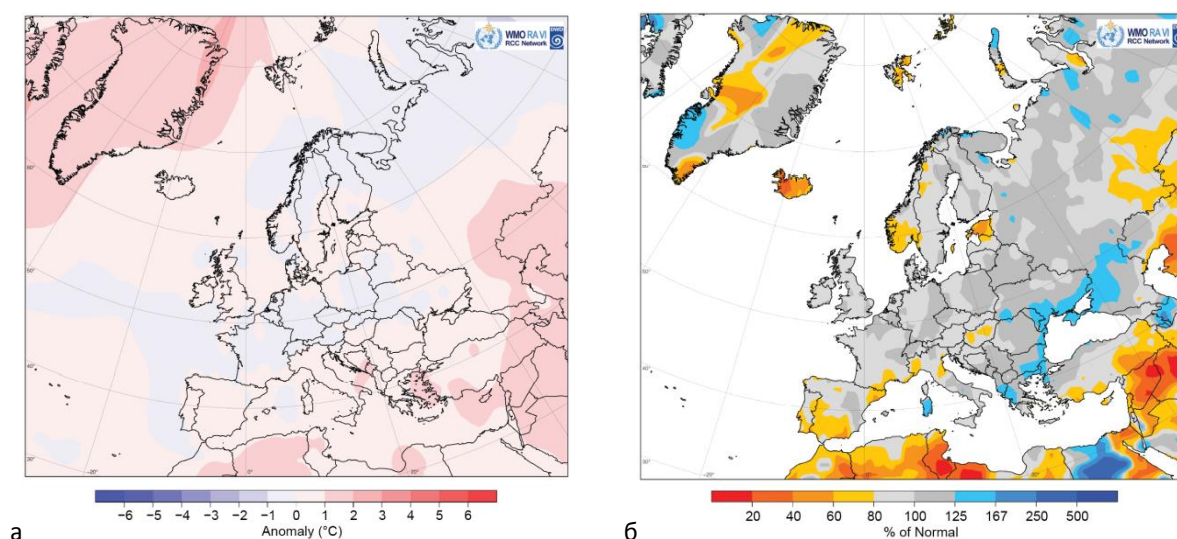 WMO RA VI
RCC Network
WMO RA VI
RCC Network
−6 −5 −4 −3 −2 −1 0 1 2 3 4 5 6
Anomaly (°C)
20 40 60 80 100 125 167 250 500
% of Normal
а
б